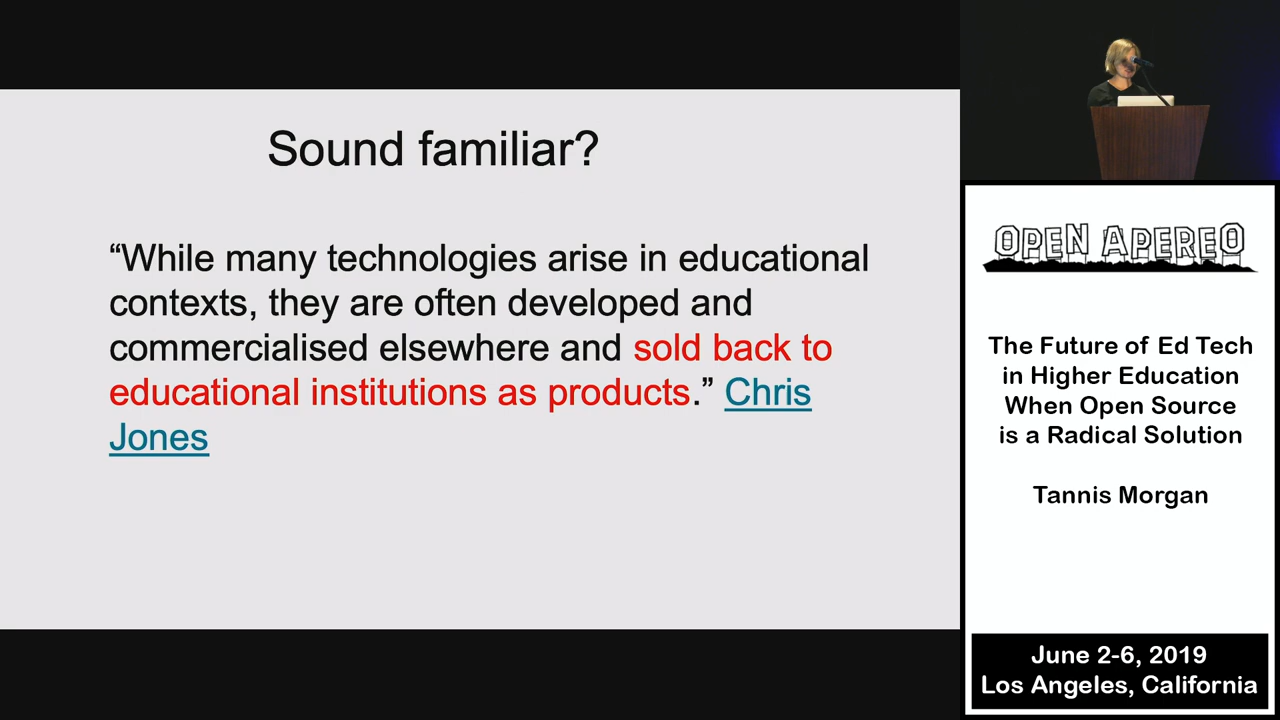 Sound familiar?
“While many technologies arise in educational
contexts, they are often developed and
commercialised elsewhere and sold back to
educational institutions as products.” Chris
Jones
OPEN APEREO
The Future of Ed Tech
in Higher Education
When Open Source
is a Radical Solution
Tannis Morgan
June 2-6, 2019
Los Angeles, California